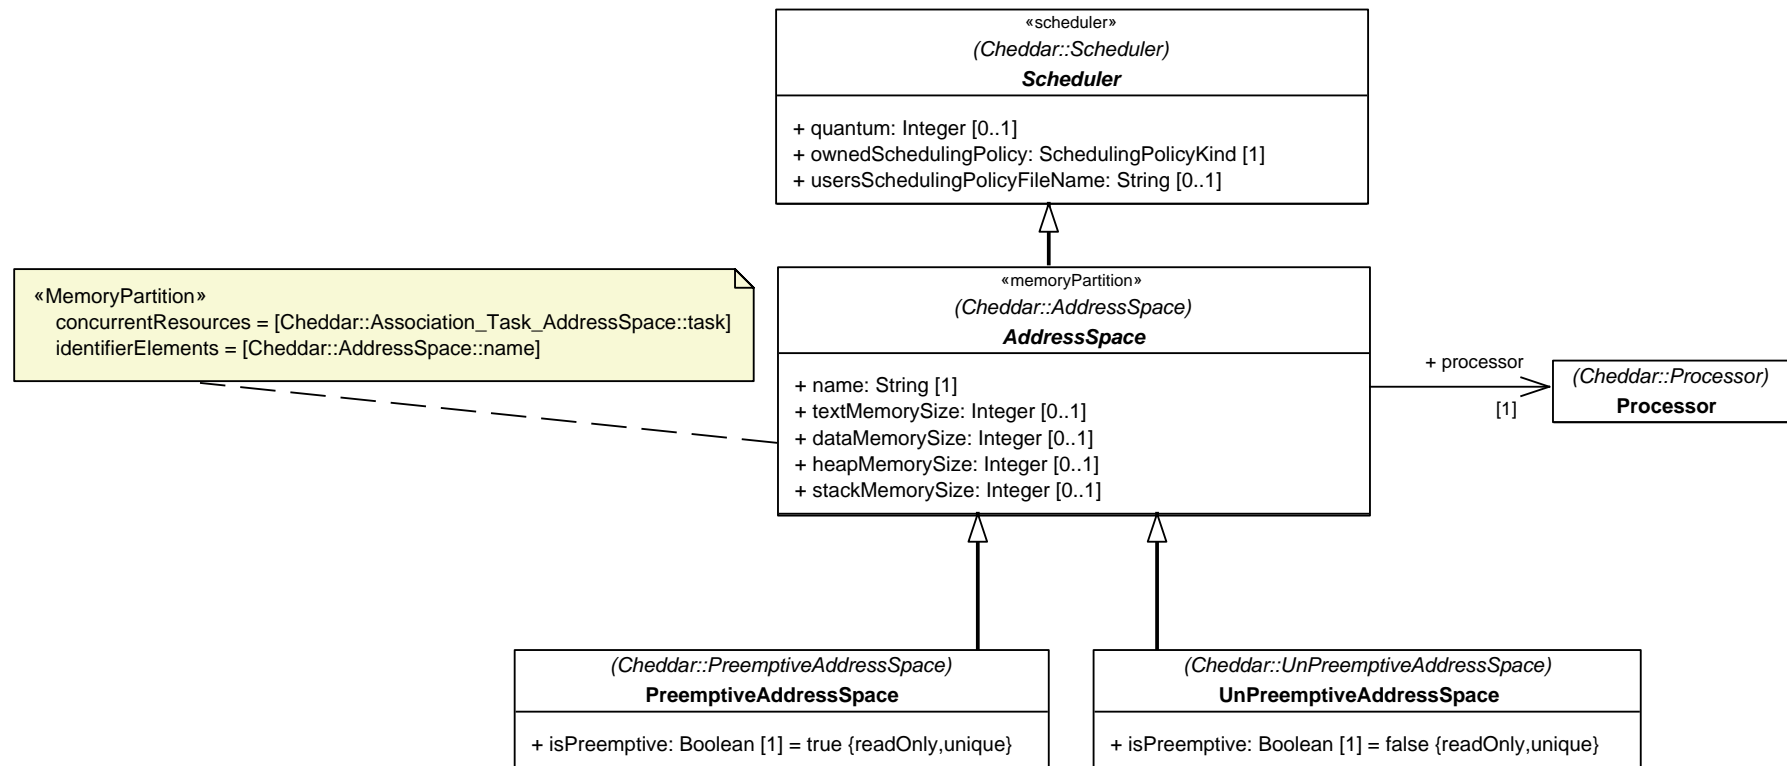 «scheduler»
(Cheddar::Scheduler)
Scheduler
+ quantum: Integer [0..1]
+ ownedSchedulingPolicy: SchedulingPolicyKind [1]
+ usersSchedulingPolicyFileName: String [0..1]
«MemoryPartition»
concurrentResources = [Cheddar::Association_Task_AddressSpace::task]
identifierElements = [Cheddar::AddressSpace::name]
«memoryPartition»
(Cheddar::AddressSpace)
AddressSpace
+ name: String [1]
+ textMemorySize: Integer [0..1]
+ dataMemorySize: Integer [0..1]
+ heapMemorySize: Integer [0..1]
+ stackMemorySize: Integer [0..1]
+ processor
[1]
(Cheddar::Processor)
Processor
(Cheddar::PreemptiveAddressSpace)
PreemptiveAddressSpace
+ isPreemptive: Boolean [1] = true {readOnly,unique}
(Cheddar::UnPreemptiveAddressSpace)
UnPreemptiveAddressSpace
+ isPreemptive: Boolean [1] = false {readOnly,unique}